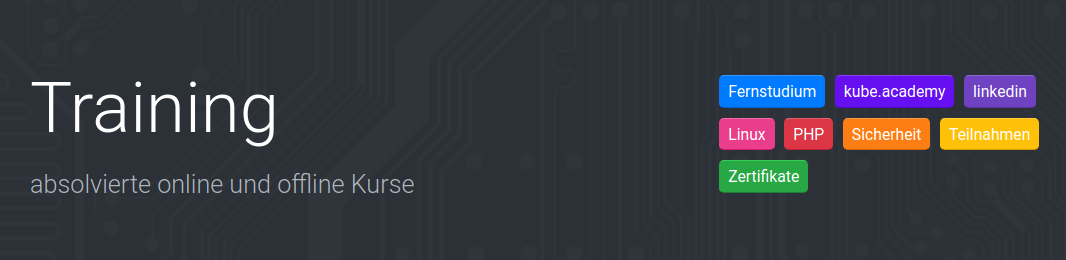 Training
absolvierte online und offline Kurse
Fernstudium kube.academy linkedin
Linux PHP Sicherheit Teilnahmen
Zertifikate